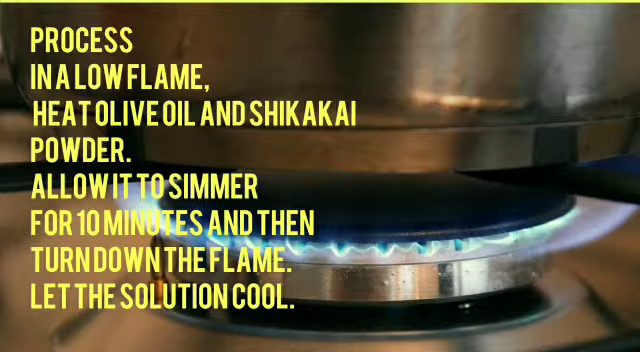 PROCESS
IN A LOW FLAME,
HEAT OLIVE OIL AND SHIKAKAI
POWDER.
ALLOW IT TO SIMMER
FOR 10 MINUTES AND THEN
TURN DOWN THE FLAME.
LET THE SOLUTION COOL.